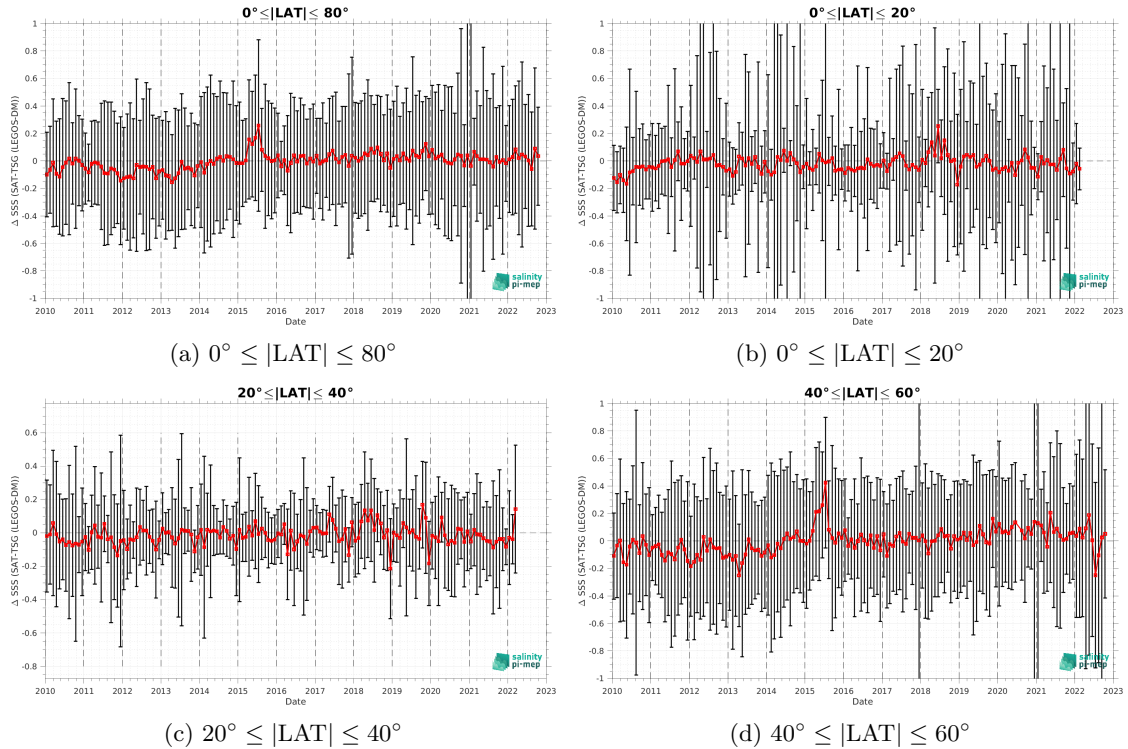 0°≤|LAT|≤ 80°
Δ SSS (SAT-TSG (LEGOS-DM))
1
0.8
0.6
0.4
0.2
0
-0.2
-0.4
-0.6
-0.8
-1
2010 2011 2012 2013 2014 2015 2016 2017 2018 2019 2020 2021 2022 2023
Date
salinity
pi-mep
(a) 0° ≤ |LAT| ≤ 80°
0°≤|LAT|≤ 20°
Δ SSS (SAT-TSG (LEGOS-DM))
1
0.8
0.6
0.4
0.2
0
-0.2
-0.4
-0.6
-0.8
-1
2010 2011 2012 2013 2014 2015 2016 2017 2018 2019 2020 2021 2022 2023
Date
salinity
pi-mep
(b) 0° ≤ |LAT| ≤ 20°
20°≤|LAT|≤ 40°
Δ SSS (SAT-TSG (LEGOS-DM))
0.6
0.4
0.2
0
-0.2
-0.4
-0.6
-0.8
2010 2011 2012 2013 2014 2015 2016 2017 2018 2019 2020 2021 2022 2023
Date
salinity
pi-mep
(c) 20° ≤ |LAT| ≤ 40°
40°≤|LAT|≤ 60°
Δ SSS (SAT-TSG (LEGOS-DM))
1
0.8
0.6
0.4
0.2
0
-0.2
-0.4
-0.6
-0.8
-1
2010 2011 2012 2013 2014 2015 2016 2017 2018 2019 2020 2021 2022 2023
Date
salinity
pi-mep
(d) 40° ≤ |LAT| ≤ 60°